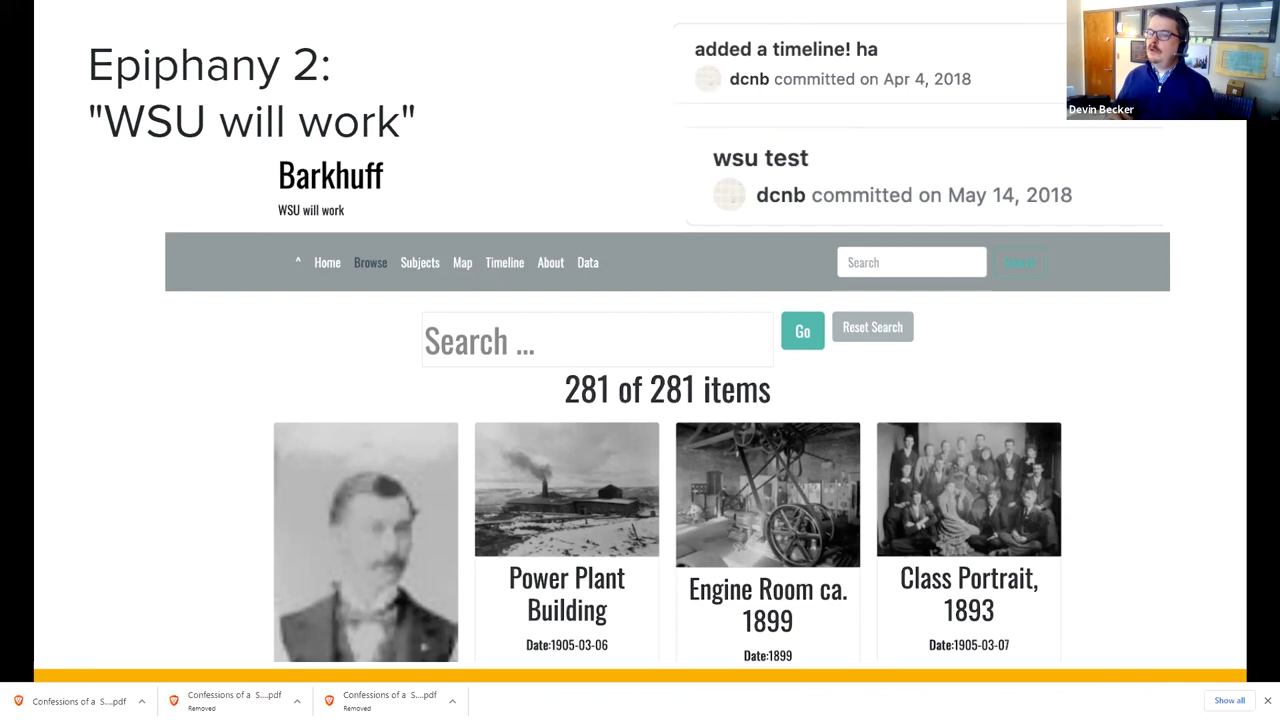 Epiphany 2:
"WSU will work"
added a timeline! ha
dcnb committed on Apr 4, 2018
wsu test
dcnb committed on May 14, 2018
Devin Becker
Barkhuff
WSU will work
^ Home Browse Subjects Map Timeline About Data
Search
Search
Search ...
Go
Reset Search
281 of 281 items
Power Plant
Building
Date:1905-03-06
Engine Room ca.
1899
Date:1899
Class Portrait,
1893
Date:1905-03-07
Confessions of a S....pdf
Confessions of a S....pdf
Removed
Confessions of a S....pdf
Removed
Show all